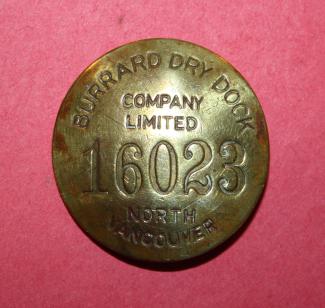 BURRARD DRY DOCK
COMPANY
LIMITED
16023
NORTH
VANCOUVER